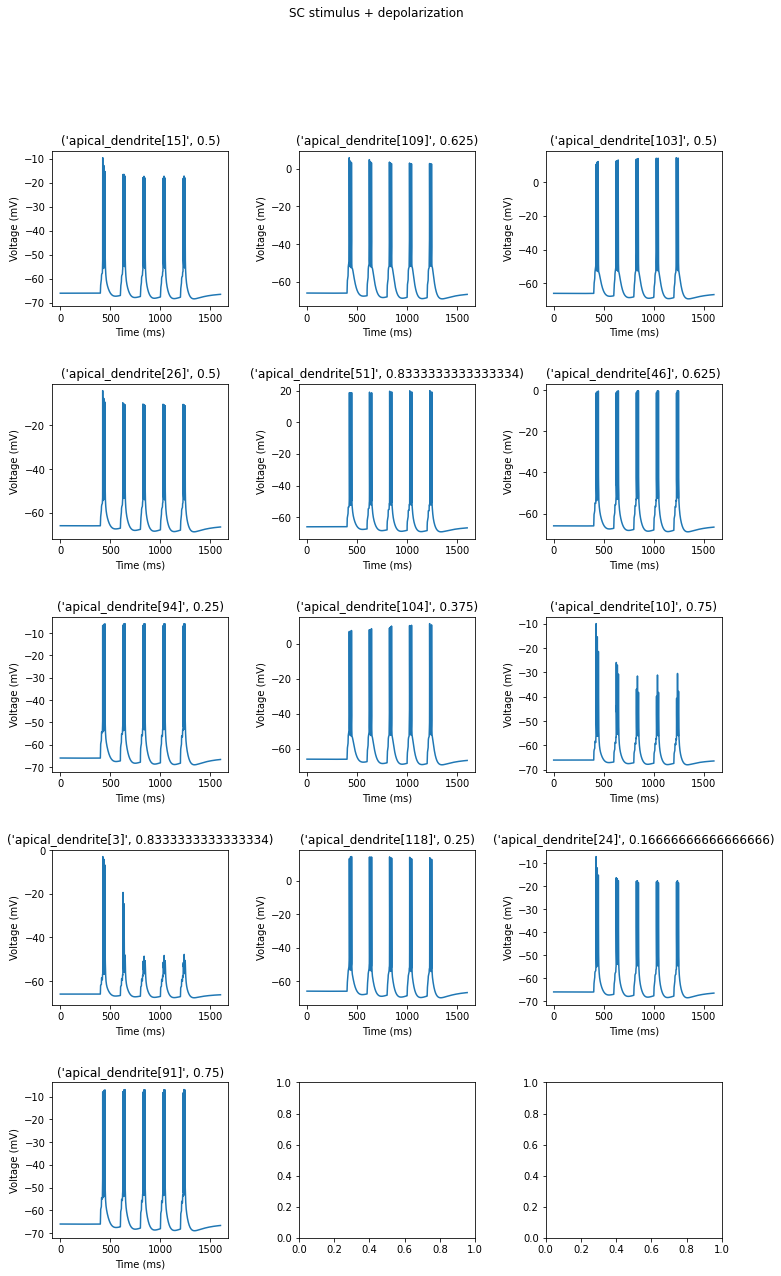 SC stimulus + depolarization
('apical_dendrite[15]', 0.5) ('apical_dendrite[109]', 0.625) ('apical_dendrite[103]', 0.5)
−10
−20
−30
−40
−50
−60
−70
Voltage (mV)
0 500 1000 1500
Time (ms)
0
−20
−40
−60
Voltage (mV)
0 500 1000 1500
Time (ms)
0
−20
−40
−60
Voltage (mV)
0 500 1000 1500
Time (ms)
('apical_dendrite[26]', 0.5) ('apical_dendrite[51]', 0.8333333333333334) ('apical_dendrite[46]', 0.625)
−20
−40
−60
Voltage (mV)
0 500 1000 1500
Time (ms)
20
0
−20
−40
−60
Voltage (mV)
0 500 1000 1500
Time (ms)
0
−20
−40
−60
Voltage (mV)
0 500 1000 1500
Time (ms)
('apical_dendrite[94]', 0.25) ('apical_dendrite[104]', 0.375) ('apical_dendrite[10]', 0.75)
−10
−20
−30
−40
−50
−60
−70
Voltage (mV)
0 500 1000 1500
Time (ms)
0
−20
−40
−60
Voltage (mV)
0 500 1000 1500
Time (ms)
−10
−20
−30
−40
−50
−60
−70
Voltage (mV)
0 500 1000 1500
Time (ms)
('apical_dendrite[3]', 0.8333333333333334) ('apical_dendrite[118]', 0.25) ('apical_dendrite[24]', 0.16666666666666666)
0
−20
−40
−60
Voltage (mV)
0 500 1000 1500
Time (ms)
0
−20
−40
−60
Voltage (mV)
0 500 1000 1500
Time (ms)
−10
−20
−30
−40
−50
−60
−70
Voltage (mV)
0 500 1000 1500
Time (ms)
('apical_dendrite[91]', 0.75)
−10
−20
−30
−40
−50
−60
−70
Voltage (mV)
0 500 1000 1500
Time (ms)
1.0
0.8
0.6
0.4
0.2
0.0
0.0 0.2 0.4 0.6 0.8 1.0
1.0
0.8
0.6
0.4
0.2
0.0
0.0 0.2 0.4 0.6 0.8 1.0